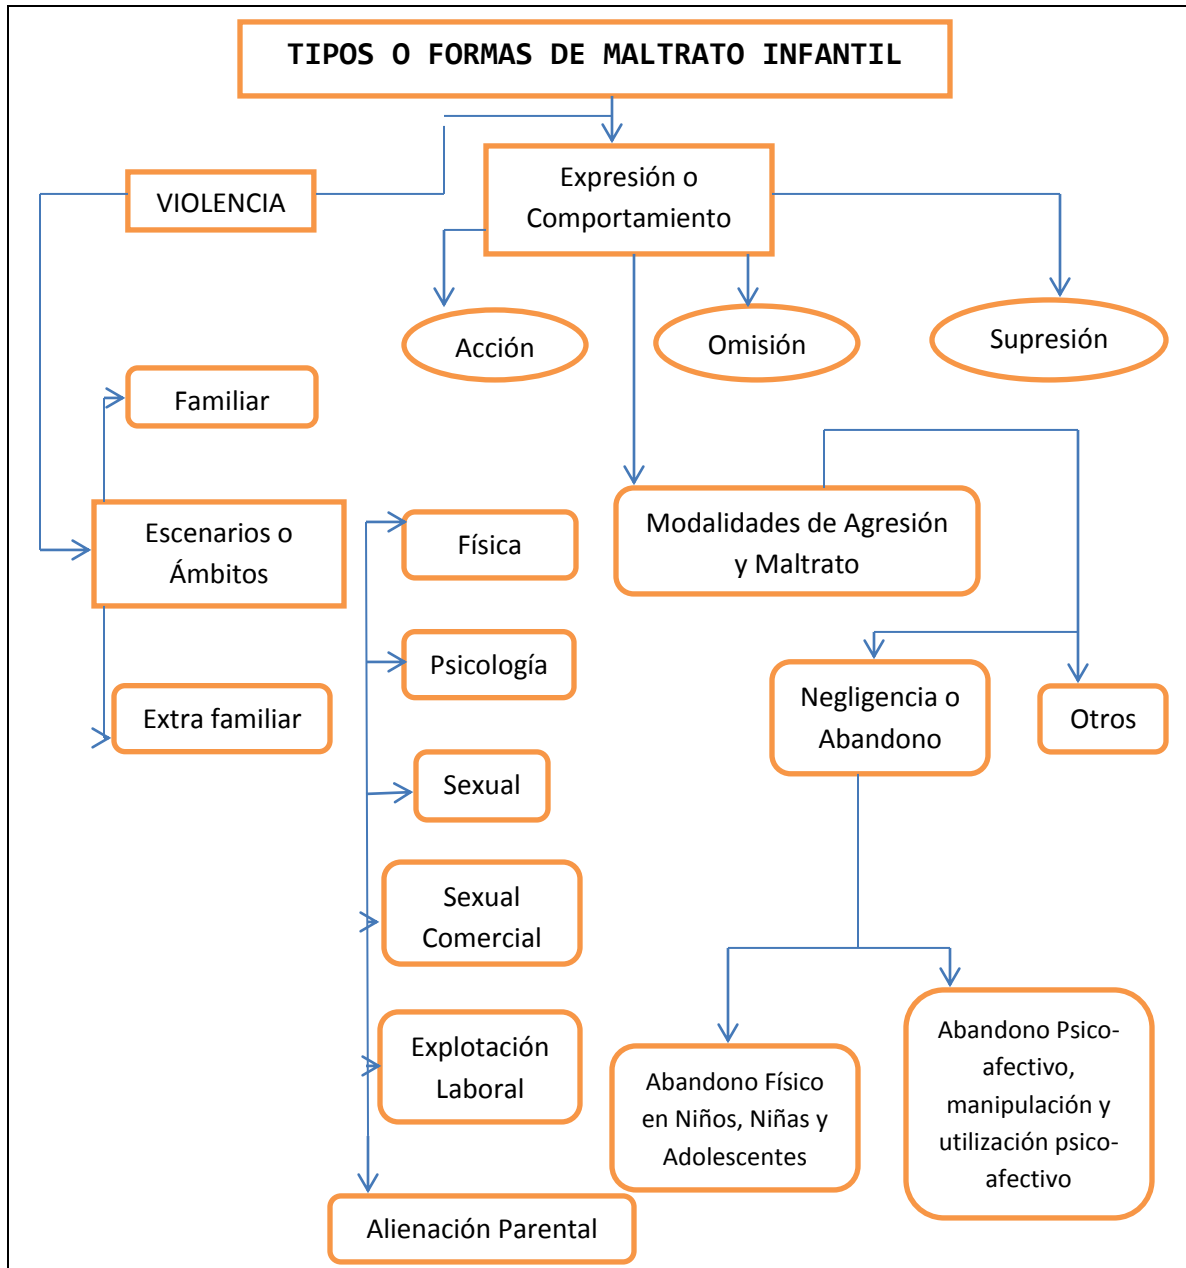 TIPOS O FORMAS DE MALTRATO INFANTIL
VIOLENCIA
Expresión o
Comportamiento
Acción
Omisión
Supresión
Familiar
Escenarios o
Ámbitos
Extra familiar
Modalidades de Agresión
y Maltrato
Física
Psicología
Sexual
Sexual
Comercial
Explotación
Laboral
Alienación Parental
Negligencia o
Abandono
Otros
Abandono Físico
en Niños, Niñas y
Adolescentes
Abandono Psico-
afectivo,
manipulación y
utilización psico-
afectivo